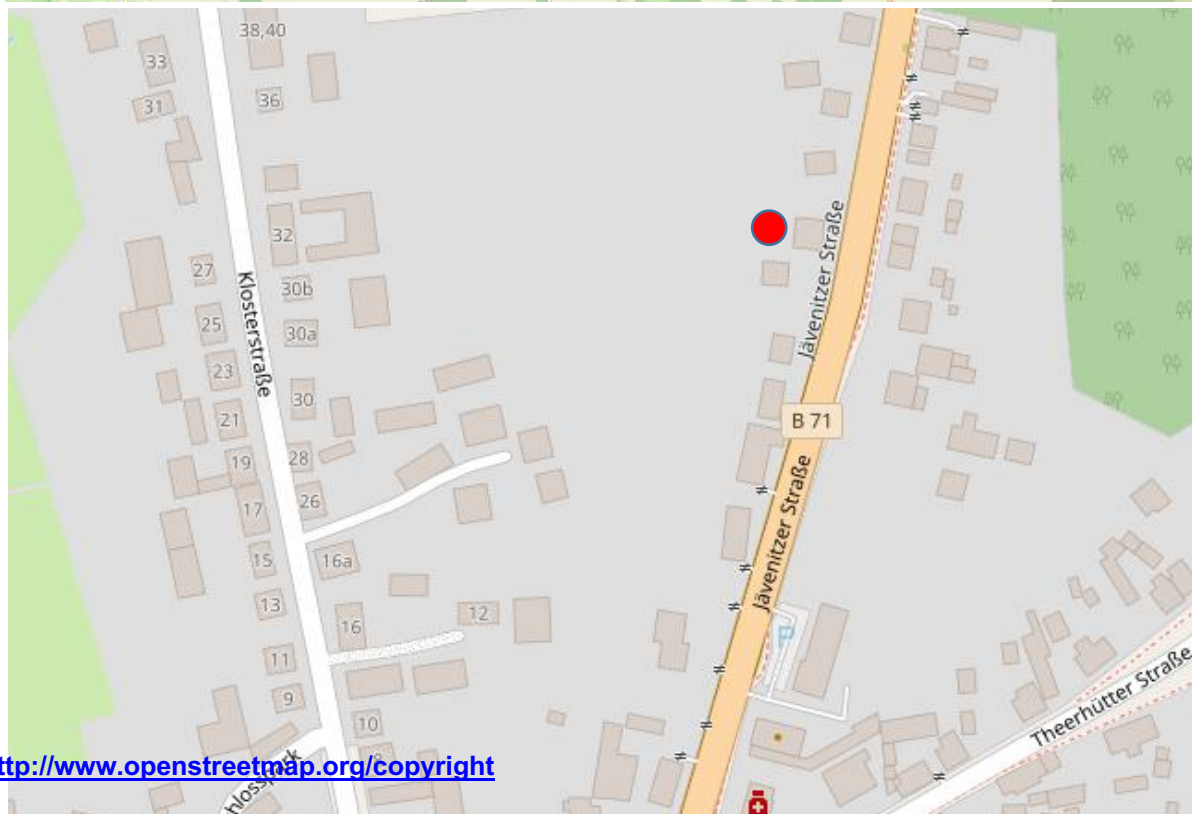 38,40
33
36
31
32
Jävenitzer Straße
27
30b
Klosterstraße
25
30a
23
30
21
B 71
28
19
26
17
Jävenitzer Straße
15
16a
13
12
16
11
Theerhütter Straße
9
10
8
ttp://www.openstreetmap.org/copyright
hlosspark